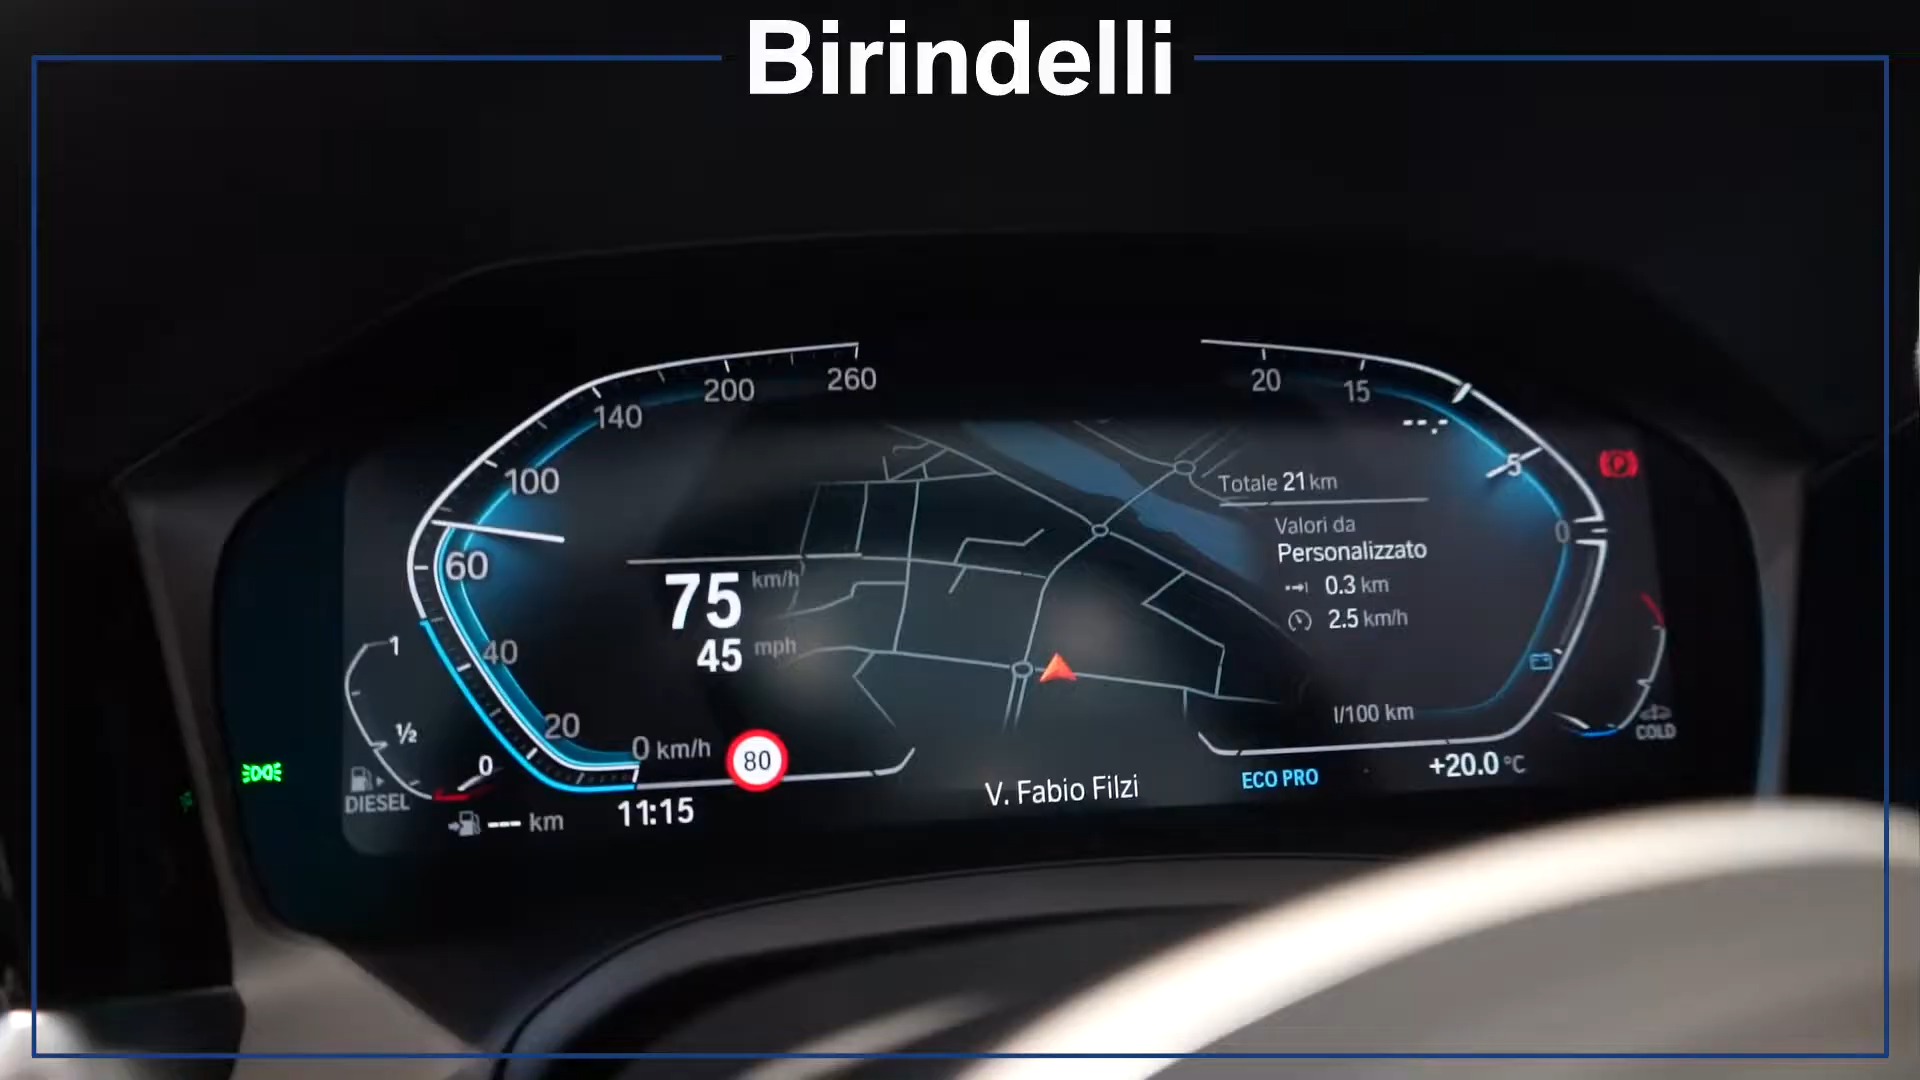 Birindelli
260
200
140
100
60
40
20
0 km/h
75 km/h
45 mph
80
1
½
0
DIESEL
--- km
11:15
V. Fabio Filzi
20
15
--.-
5
0
Totale 21 km
Valori da
Personalizzato
0.3 km
2.5 km/h
l/100 km
ECO PRO
+20.0 °C
P
COLD